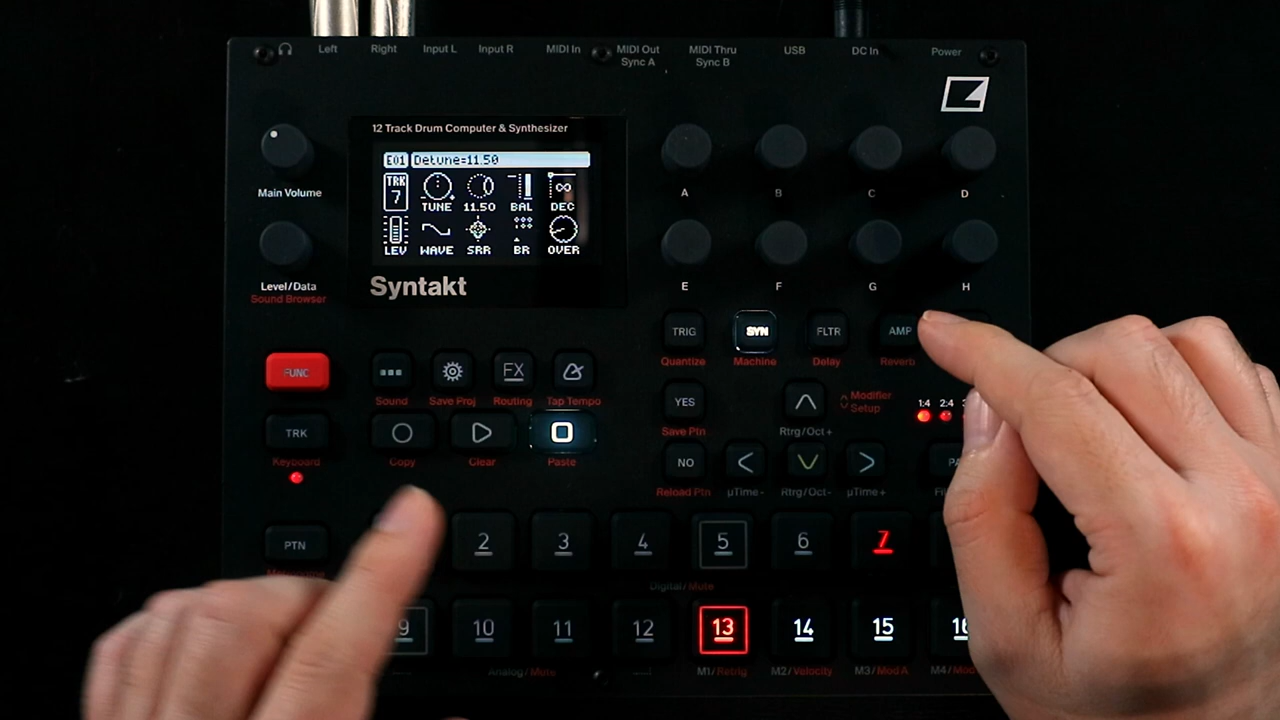 Left Right Input L Input R MIDI In MIDI Out MIDI Thru USB DC In Power
Sync A Sync B
12 Track Drum Computer & Synthesizer
E01 Detune=11.50
TRK
7
TUNE 11.50 BAL DEC
LEV WAVE SRR BR OVER
Main Volume
A B C D
Level/Data
Sound Browser
Syntakt
E F G H
TRIG SYN FLTR AMP
Quantize Machine Delay Reverb
FUNC FX
Sound Save Proj Routing Tap Tempo
YES
Modifier
Setup
1:4 2:4
Save Ptn Rtrg/Oct+
TRK
Keyboard Copy Clear Paste
NO
Reload Ptn µTime- Rtrg/Oct- µTime+
PTN
2 3 4 5 6 7
Digital/Mute
9 10 11 12 13 14 15 16
Analog/Mute M1/Retrig M2/Velocity M3/Mod A M4/